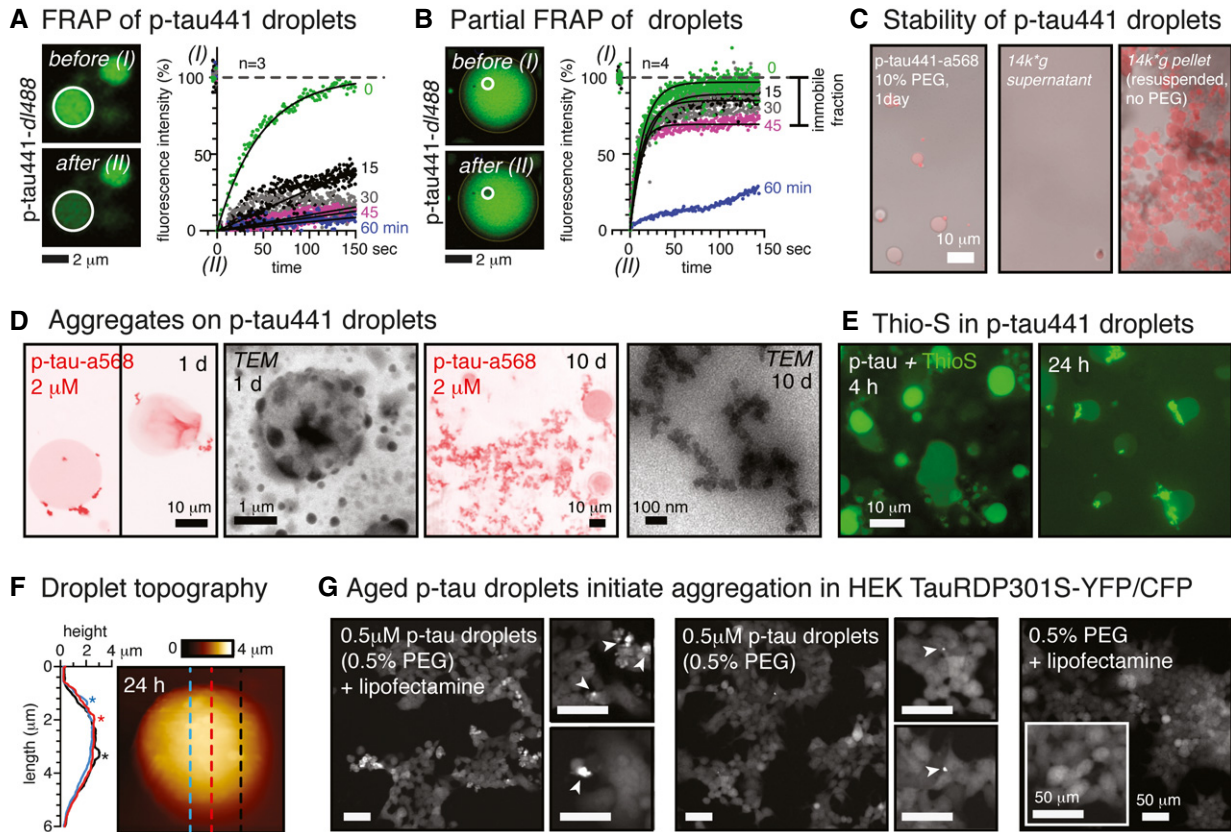 A FRAP of p-tau441 droplets
p-tau441-dl488
before (I)
after (II)
2 μm
(I)
n=3
fluorescence intensity (%)
100
50
0
0
15
30
45
60 min
0 50 100 150 sec
(II) time
B Partial FRAP of droplets
p-tau441-dl488
before (I)
after (II)
2 μm
(I)
n=4
fluorescence intensity (%)
100
50
0
0
15
30
45
60 min
immobile
fraction
0 50 100 150 sec
(II) time
C Stability of p-tau441 droplets
p-tau441-a568
10% PEG,
1day
10 μm
14k*g
supernatant
14k*g pellet
(resuspended,
no PEG)
D Aggregates on p-tau441 droplets
p-tau-a568 1 d
2 μM
10 μm
TEM
1 d
1 μm
p-tau-a568 10 d
2 μM
10 μm
TEM
10 d
100 nm
E Thio-S in p-tau441 droplets
p-tau + ThioS
4 h
10 μm
24 h
F Droplet topography
height
0 2 4 μm
0 4 μm
length (μm)
0
2
4
6
*
*
*
24 h
G Aged p-tau droplets initiate aggregation in HEK TauRDP301S-YFP/CFP
0.5μM p-tau droplets
(0.5% PEG)
+ lipofectamine
0.5μM p-tau droplets
(0.5% PEG)
0.5% PEG
+ lipofectamine
50 μm
50 μm